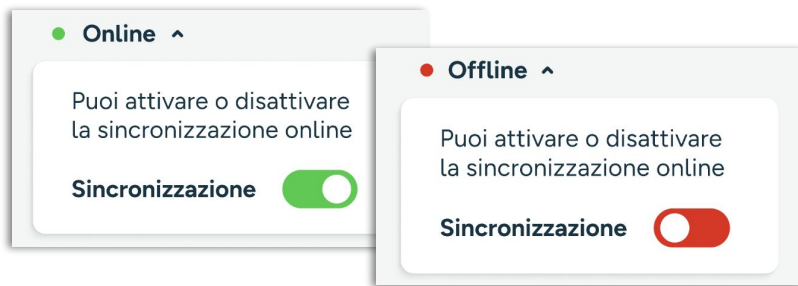 Online
Puoi attivare o disattivare
la sincronizzazione online
Sincronizzazione
Offline
Puoi attivare o disattivare
la sincronizzazione online
Sincronizzazione